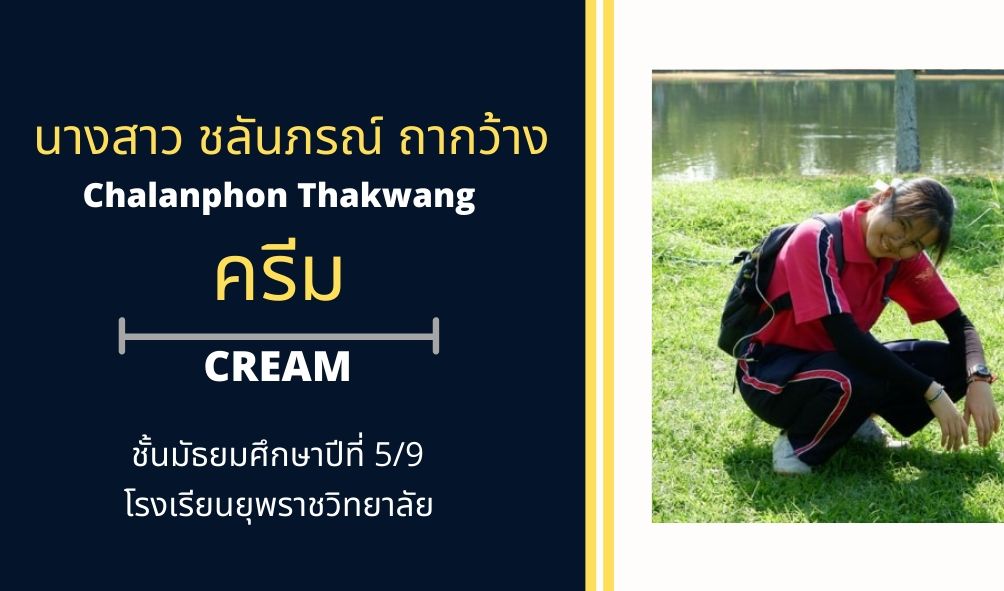 นางสาว ชลันภรณ์ ถากว้าง
Chalanphon Thakwang
ครีม
CREAM
ชั้นมัธยมศึกษาปีที่ 5/9
โรงเรียนยุพราชวิทยาลัย